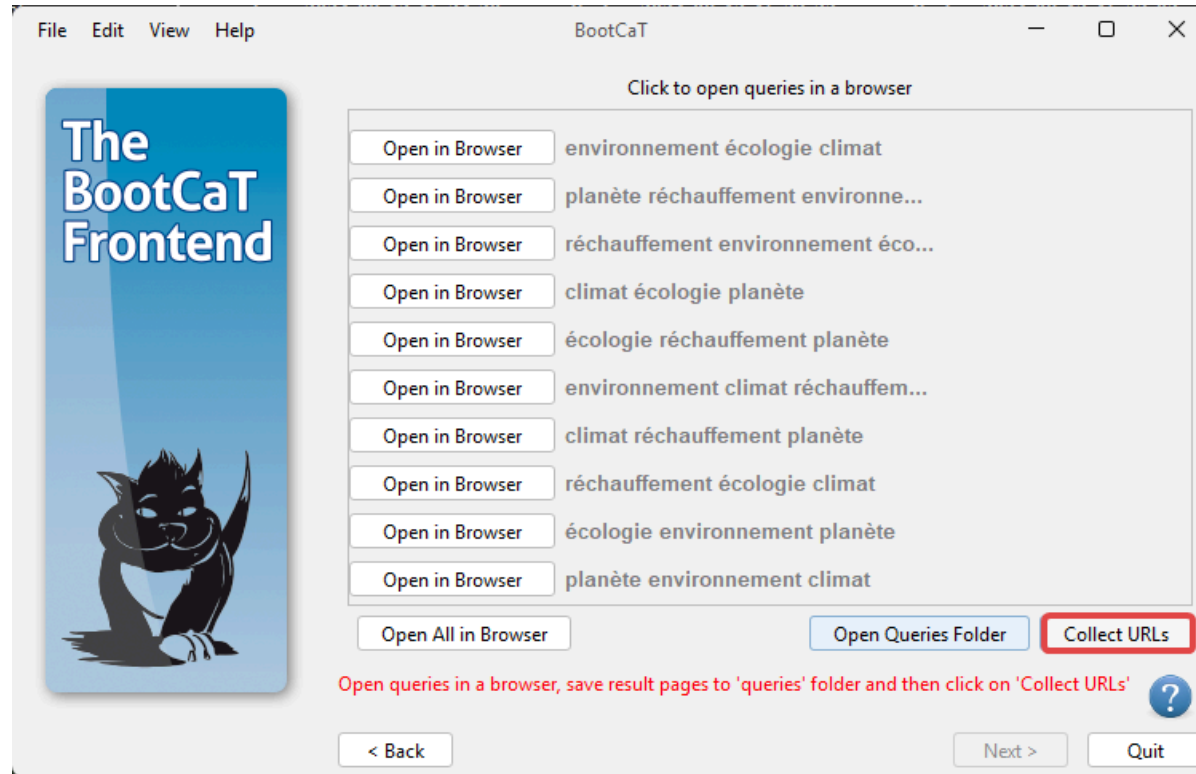 File Edit View Help BootCaT
The
BootCaT
Frontend
Click to open queries in a browser
Open in Browser environnement écologie climat
Open in Browser planète réchauffement environne...
Open in Browser réchauffement environnement éco...
Open in Browser climat écologie planète
Open in Browser écologie réchauffement planète
Open in Browser environnement climat réchauffem...
Open in Browser climat réchauffement planète
Open in Browser réchauffement écologie climat
Open in Browser écologie environnement planète
Open in Browser planète environnement climat
Open All in Browser Open Queries Folder Collect URLs
Open queries in a browser, save result pages to 'queries' folder and then click on 'Collect URLs' ?
< Back Next > Quit